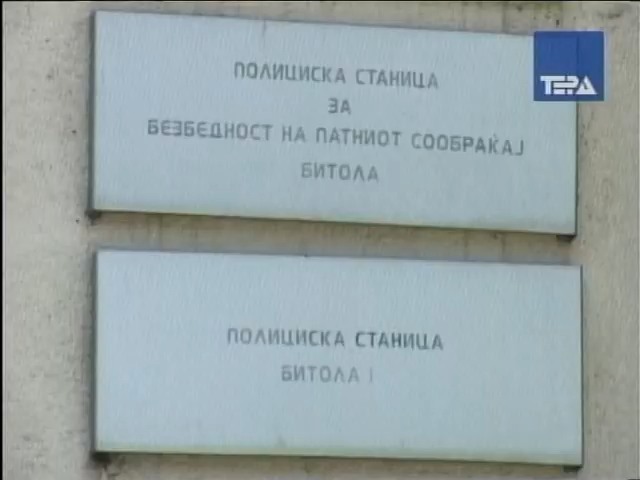 ТЕРА
ПОЛИЦИСКА СТАНИЦА
ЗА
БЕЗБЕДНОСТ НА ПАТНИОТ СООБРАЌАЈ
БИТОЛА
ПОЛИЦИСКА СТАНИЦА
БИТОЛА I